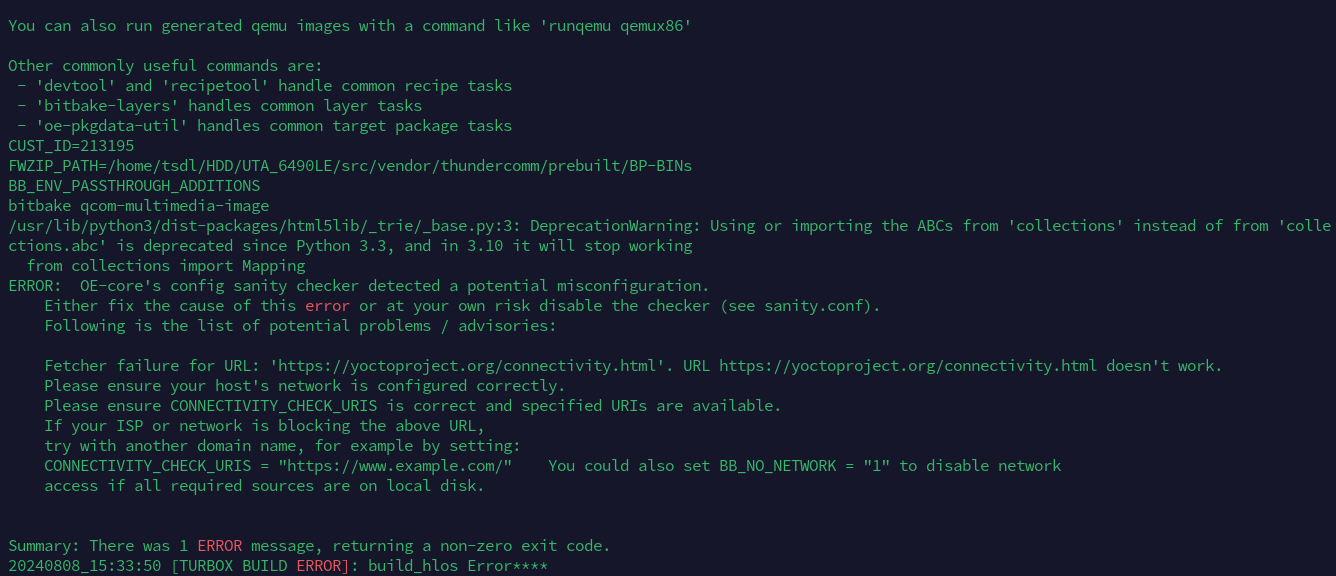 You can also run generated qemu images with a command like 'runqemu qemux86'
Other commonly useful commands are:
- 'devtool' and 'recipetool' handle common recipe tasks
- 'bitbake-layers' handles common layer tasks
- 'oe-pkgdata-util' handles common target package tasks
CUST_ID=213195
FWZIP_PATH=/home/tsdl/HDD/UTA_6490LE/src/vendor/thundercomm/prebuilt/BP-BINs
BB_ENV_PASSTHROUGH_ADDITIONS
bitbake qcom-multimedia-image
/usr/lib/python3/dist-packages/html5lib/_trie/_base.py:3: DeprecationWarning: Using or importing the ABCs from 'collections' instead of from 'colle
ctions.abc' is deprecated since Python 3.3, and in 3.10 it will stop working
from collections import Mapping
ERROR:  OE-core's config sanity checker detected a potential misconfiguration.
Either fix the cause of this error or at your own risk disable the checker (see sanity.conf).
Following is the list of potential problems / advisories:
Fetcher failure for URL: 'https://yoctoproject.org/connectivity.html'. URL https://yoctoproject.org/connectivity.html doesn't work.
Please ensure your host's network is configured correctly.
Please ensure CONNECTIVITY_CHECK_URIS is correct and specified URIs are available.
If your ISP or network is blocking the above URL,
try with another domain name, for example by setting:
CONNECTIVITY_CHECK_URIS = "https://www.example.com/"    You could also set BB_NO_NETWORK = "1" to disable network
access if all required sources are on local disk.
Summary: There was 1 ERROR message, returning a non-zero exit code.
20240808_15:33:50 [TURBOX BUILD ERROR]: build_hlos Error****